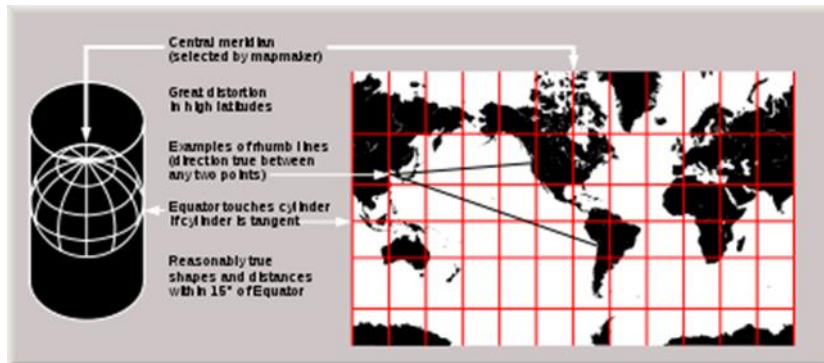 Central meridian
(selected by mapmaker)
Great distortion
in high latitudes
Examples of rhumb lines
(direction true between
any two points)
Equator touches cylinder
if cylinder is tangent
Reasonably true
shapes and distances
within 15° of Equator